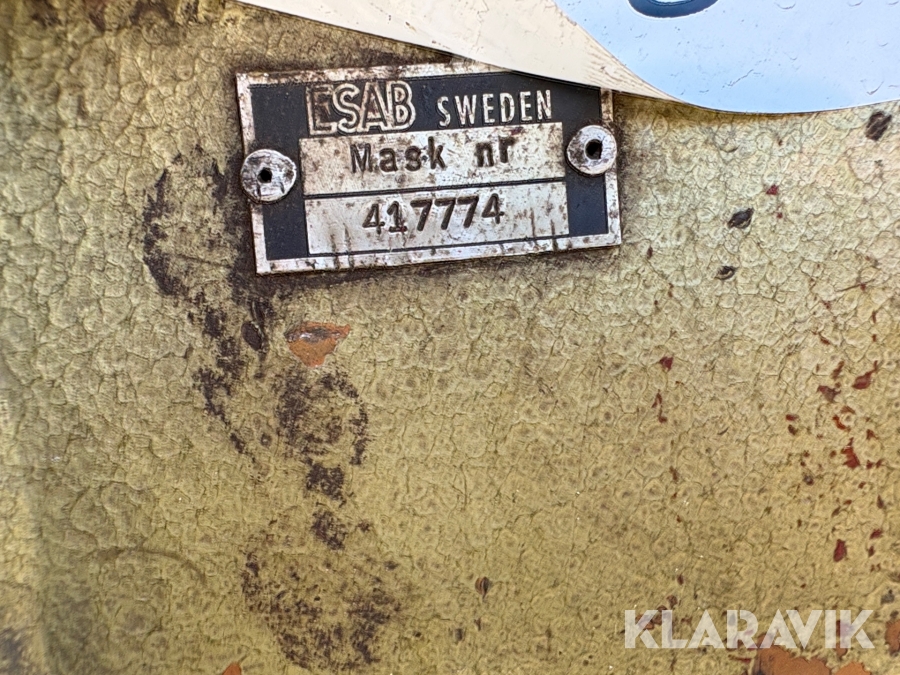 ESAB SWEDEN
Mask nr
417774
KLARAVIK